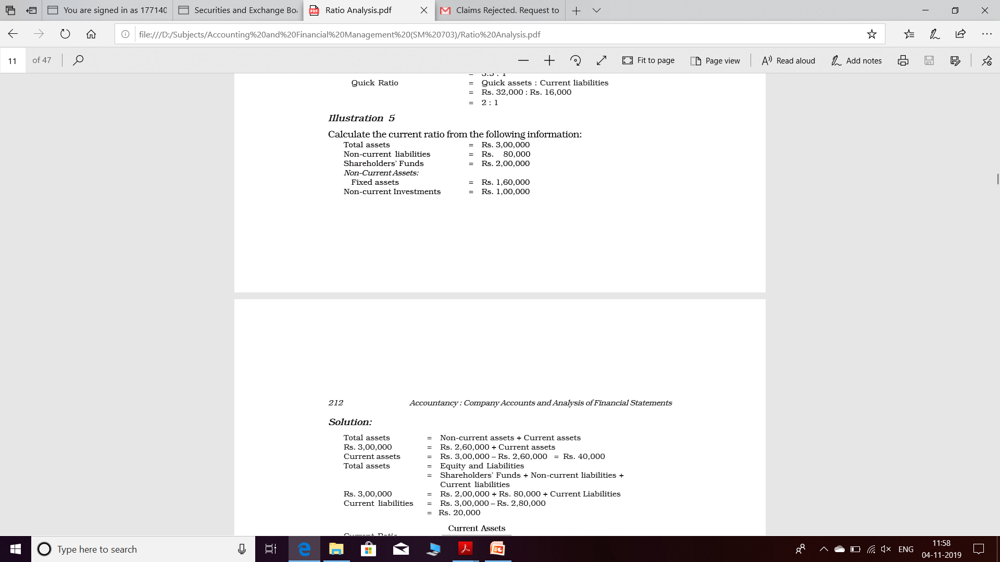 You are signed in as 177140
Securities and Exchange Bo
Ratio Analysis.pdf
Claims Rejected. Request to
file:///D:/Subjects/Accounting%20and%20Financial%20Management%20(SM%20703)/Ratio%20Analysis.pdf
11 of 47
Fit to page
Page view
Read aloud
Add notes
Quick Ratio = Quick assets : Current liabilities
= Rs. 32,000 : Rs. 16,000
= 2 : 1
Illustration 5
Calculate the current ratio from the following information:
Total assets = Rs. 3,00,000
Non-current liabilities = Rs. 80,000
Shareholders’ Funds = Rs. 2,00,000
Non-Current Assets:
Fixed assets = Rs. 1,60,000
Non-current Investments = Rs. 1,00,000
212 Accountancy : Company Accounts and Analysis of Financial Statements
Solution:
Total assets = Non-current assets + Current assets
Rs. 3,00,000 = Rs. 2,60,000 + Current assets
Current assets = Rs. 3,00,000 – Rs. 2,60,000 = Rs. 40,000
Total assets = Equity and Liabilities
= Shareholders’ Funds + Non-current liabilities +
Current liabilities
Rs. 3,00,000 = Rs. 2,00,000 + Rs. 80,000 + Current Liabilities
Current liabilities = Rs. 3,00,000 – Rs. 2,80,000
= Rs. 20,000
Current Assets
Type here to search
ENG
11:58
04-11-2019